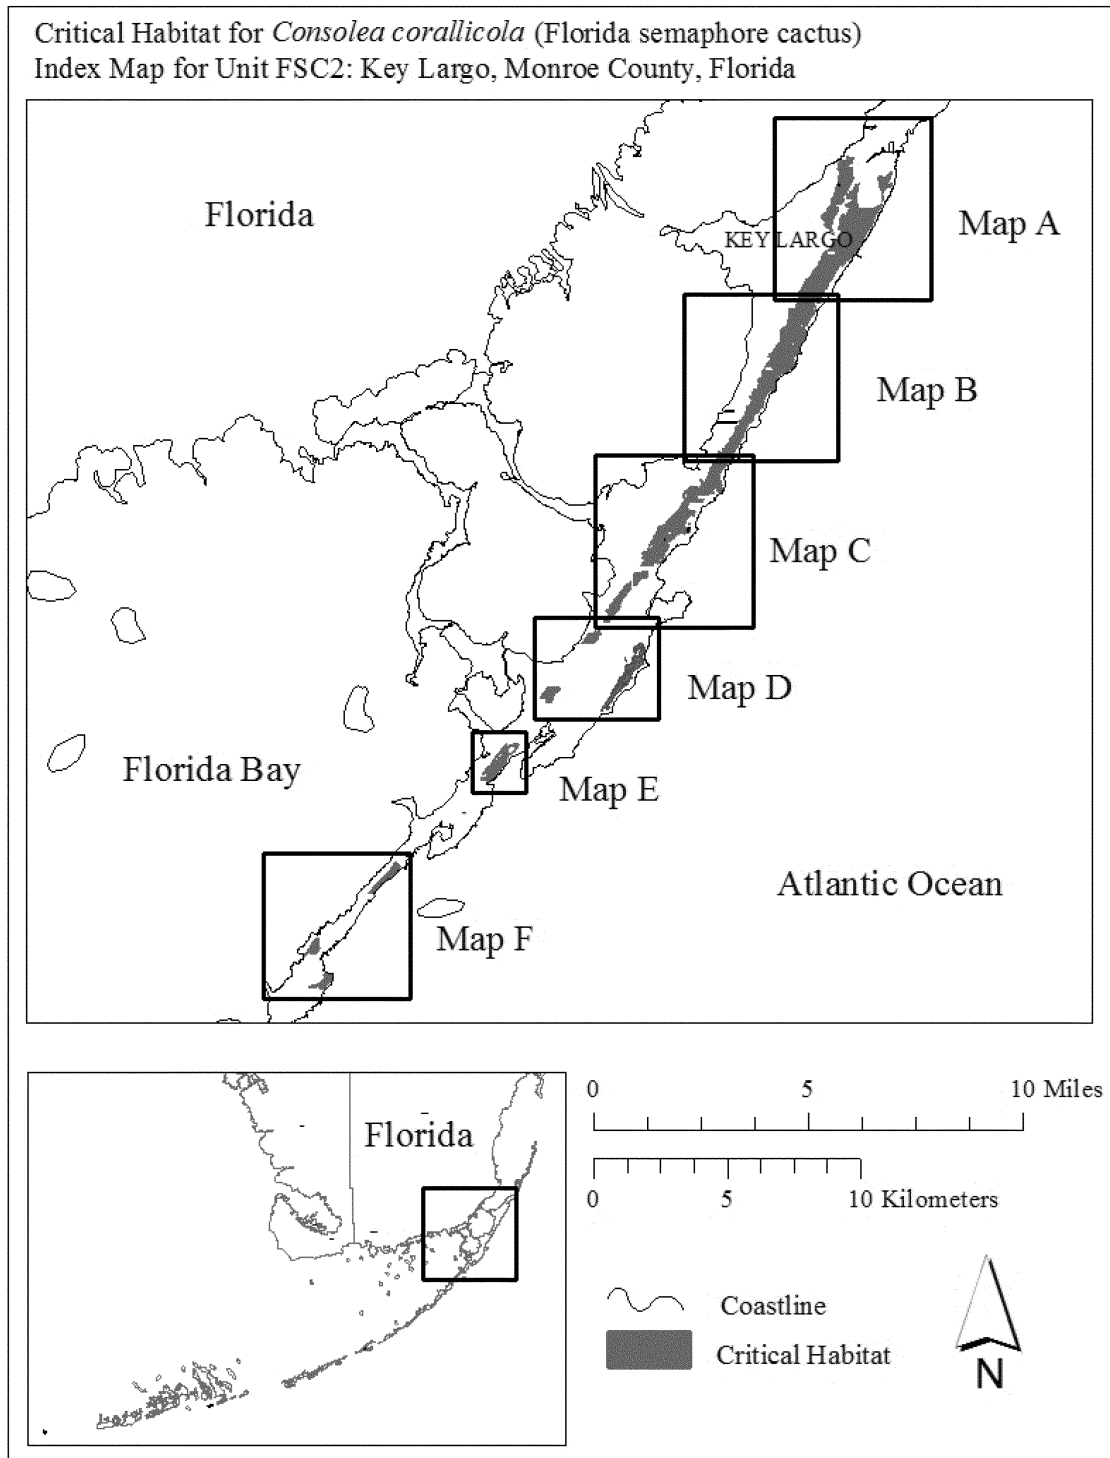 Critical Habitat for Consolea corallicola (Florida semaphore cactus)
Index Map for Unit FSC2: Key Largo, Monroe County, Florida
Florida
Map A
KEY LARGO
Map B
Map C
Map D
Florida Bay
Map E
Atlantic Ocean
Map F
0 5 10 Miles
Florida
0 5 10 Kilometers
Coastline
Critical Habitat
N